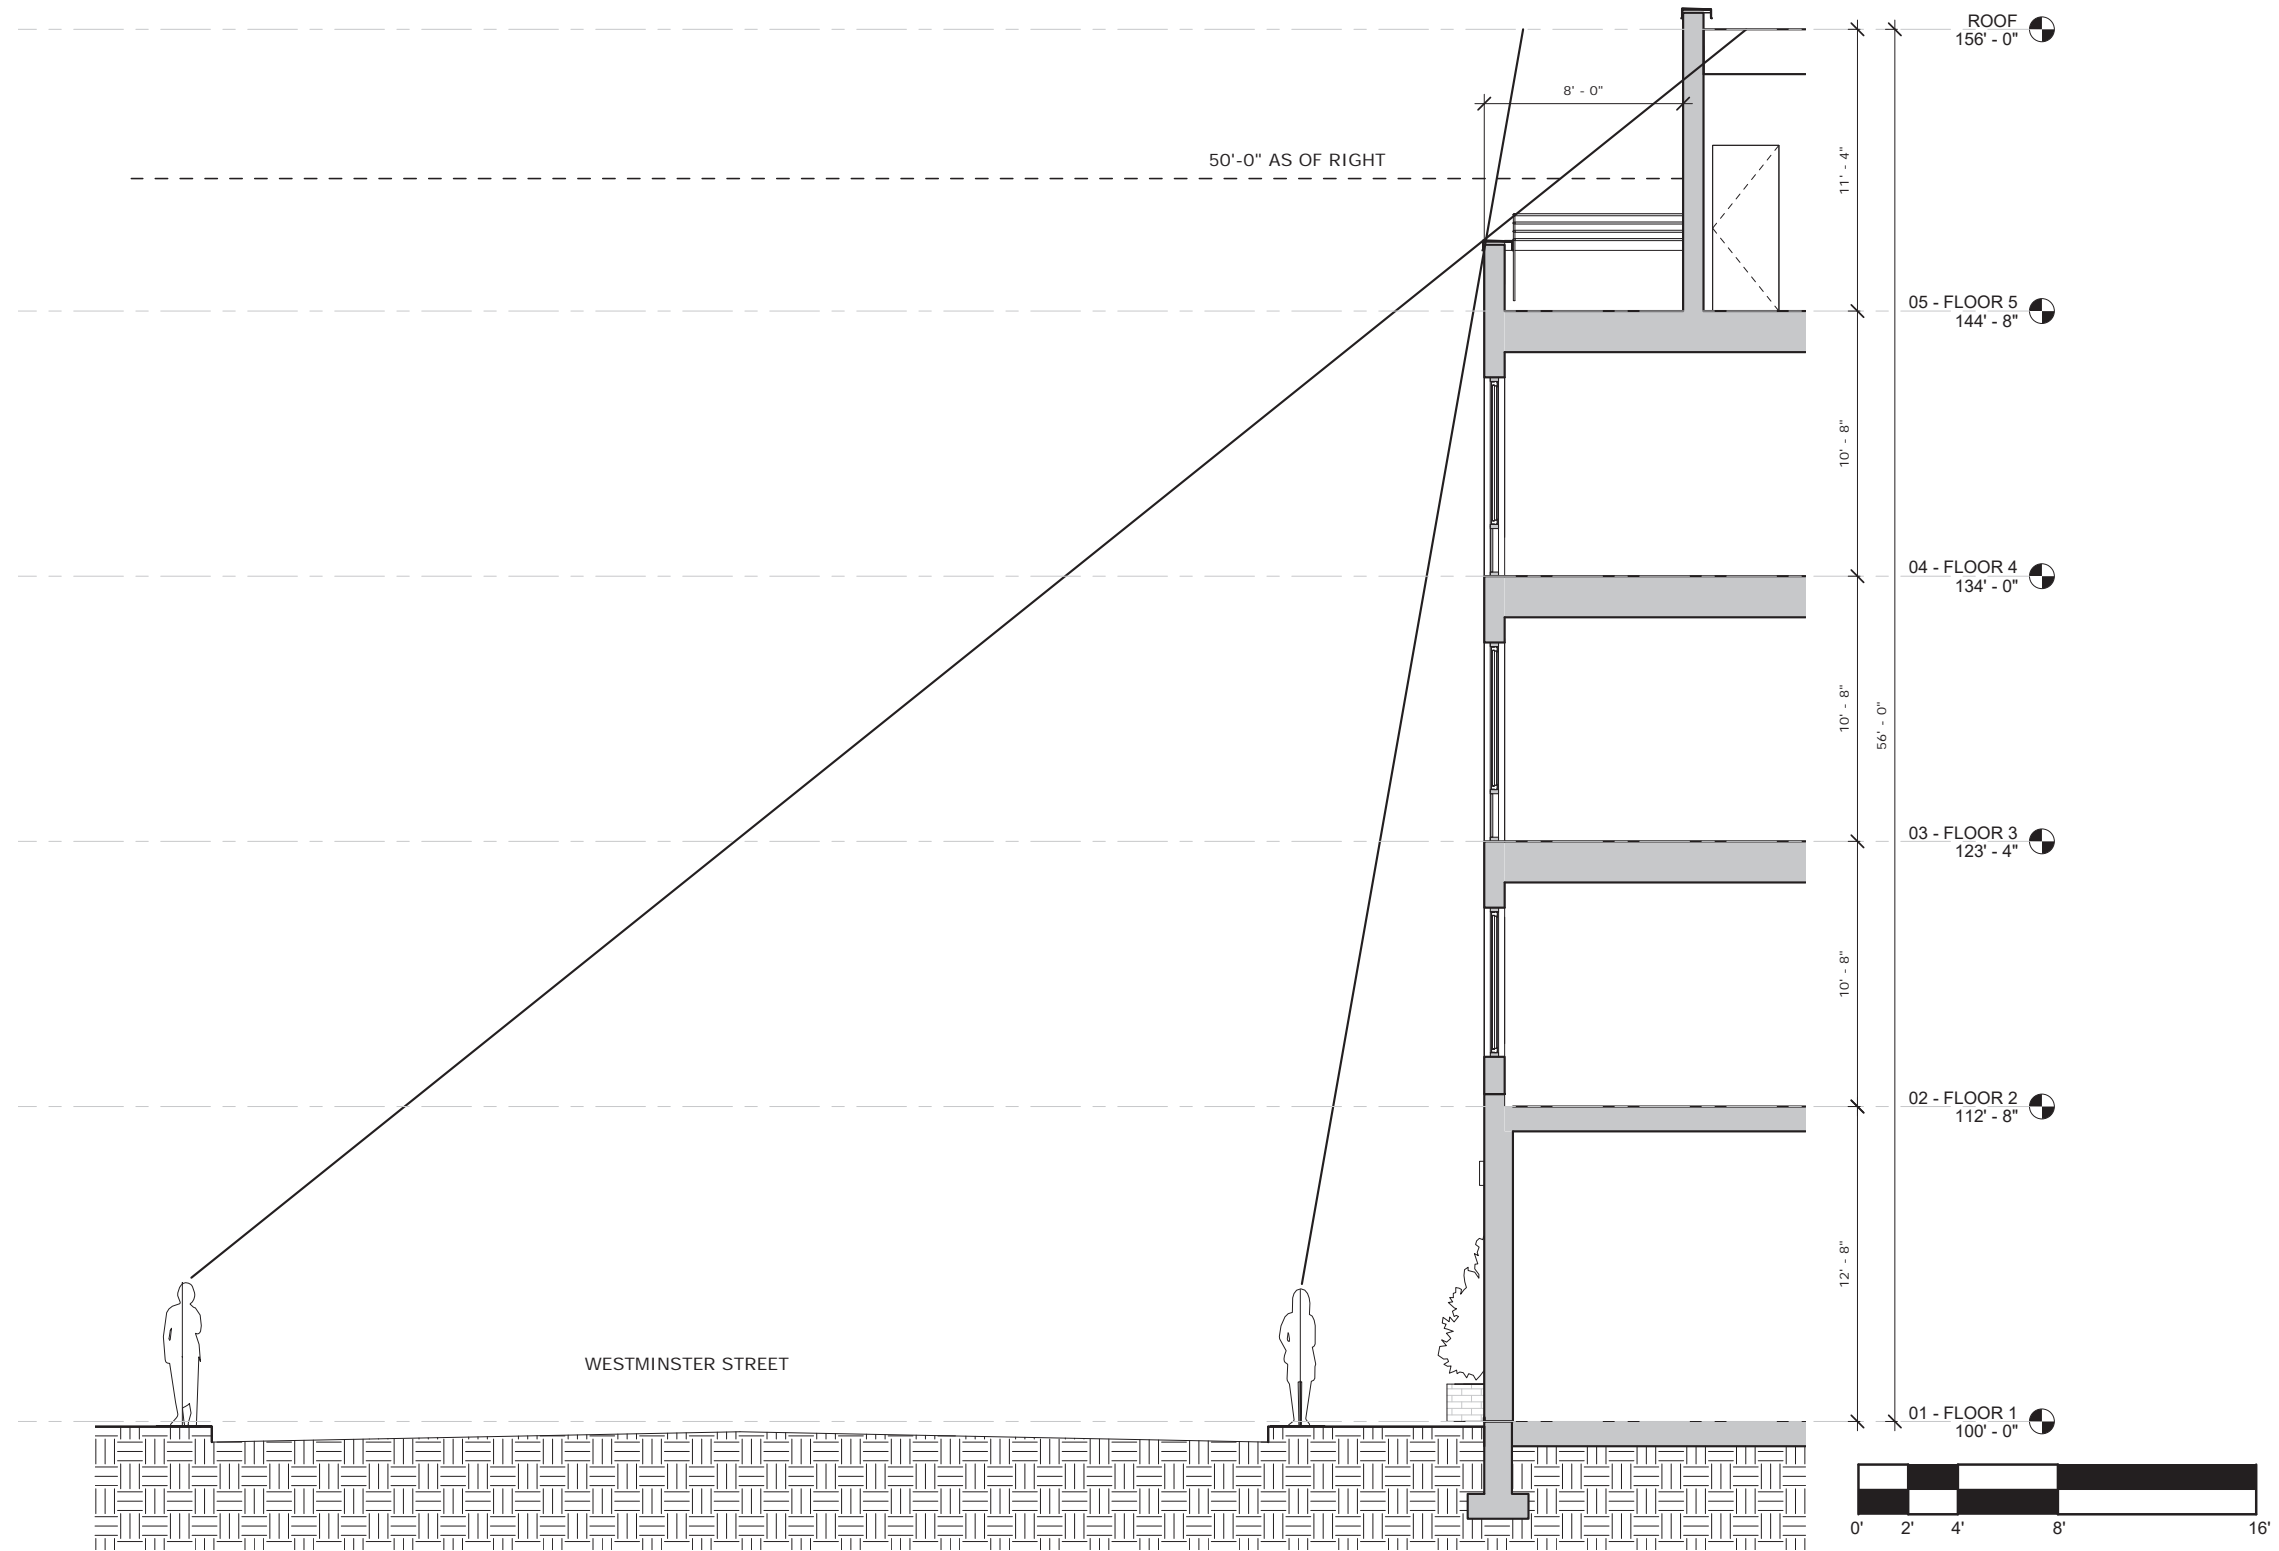 ROOF
156' - 0"
8' - 0"
50'-0" AS OF RIGHT
11' - 4"
05 - FLOOR 5
144' - 8"
10' - 8"
04 - FLOOR 4
134' - 0"
10' - 8"
56' - 0"
03 - FLOOR 3
123' - 4"
10' - 8"
02 - FLOOR 2
112' - 8"
12' - 8"
WESTMINSTER STREET
01 - FLOOR 1
100' - 0"
0' 2' 4' 8' 16'